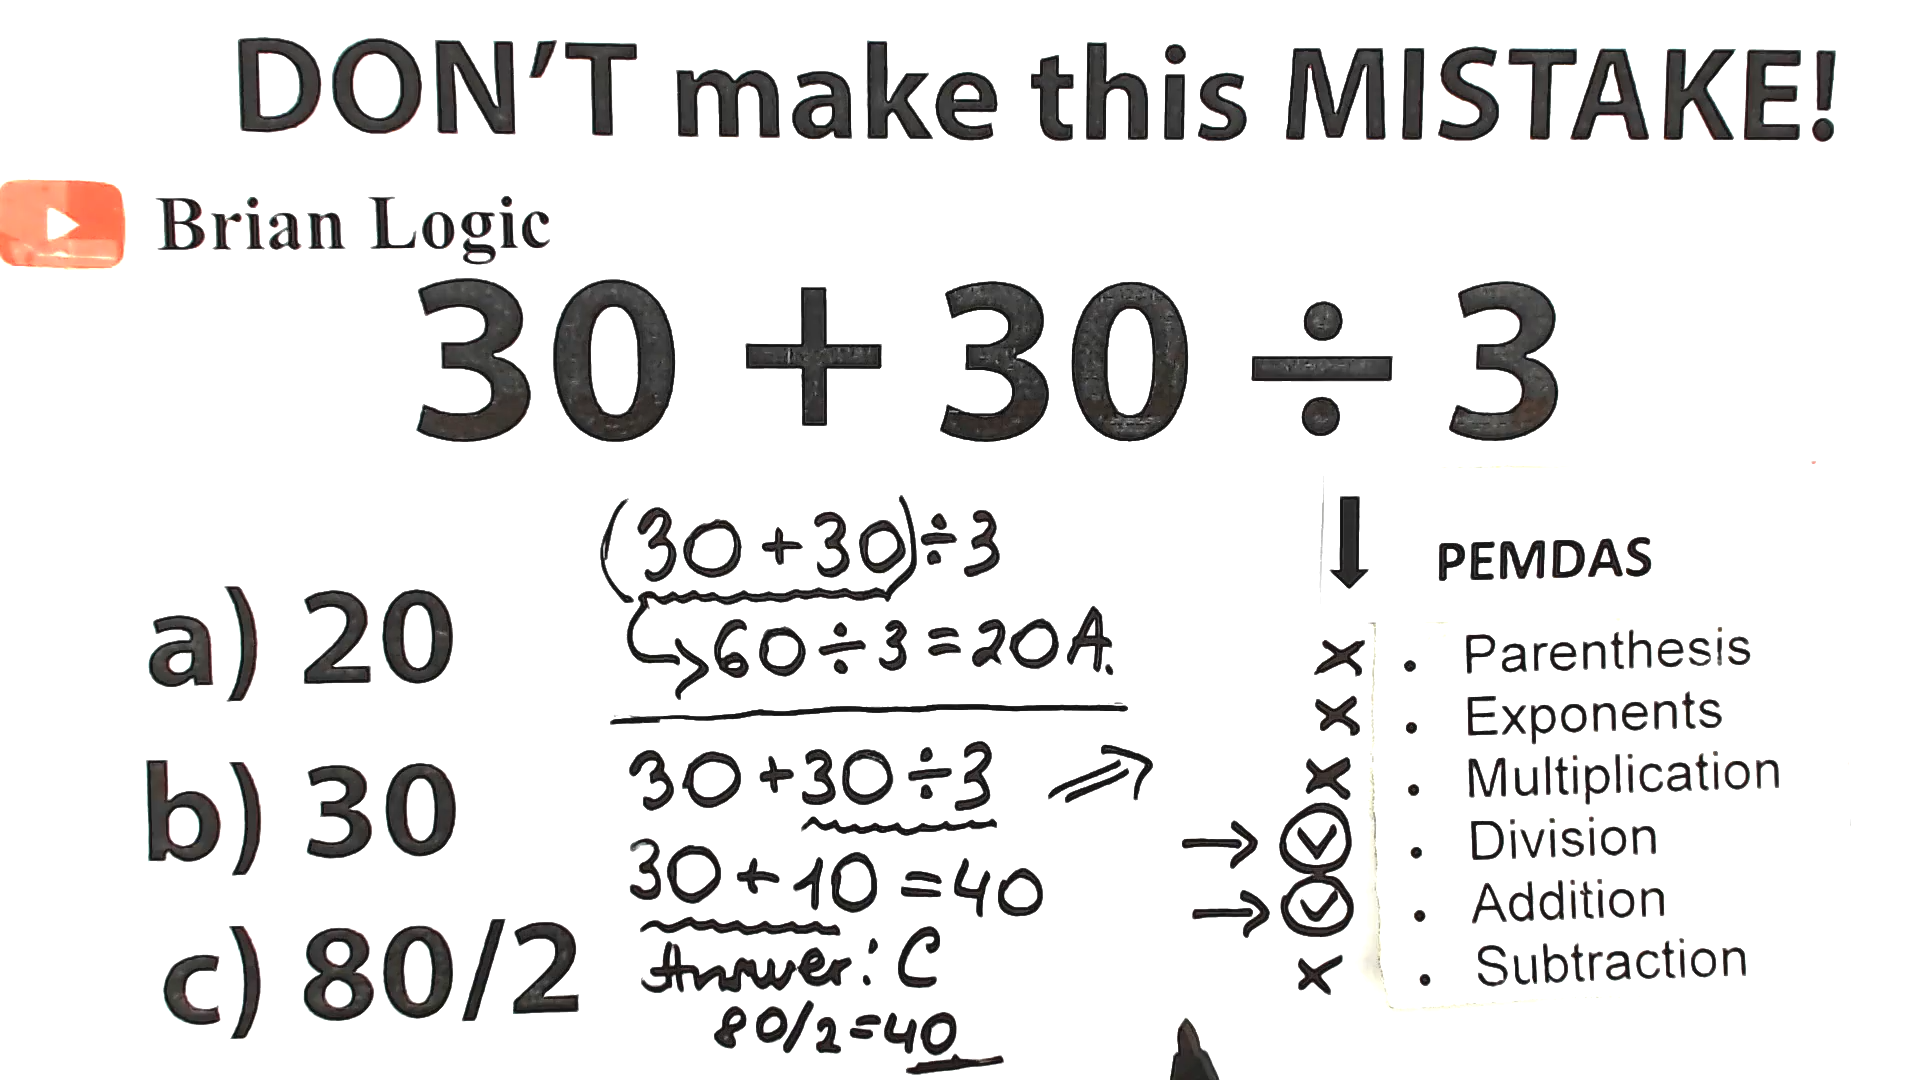 DON'T make this MISTAKE!
Brian Logic
30 + 30 ÷ 3
a) 20
b) 30
c) 80/2
(30+30)÷3
60÷3=20 A.
30+30÷3
30+10=40
Answer: C
80/2=40
PEMDAS
• Parenthesis
• Exponents
• Multiplication
• Division
• Addition
• Subtraction